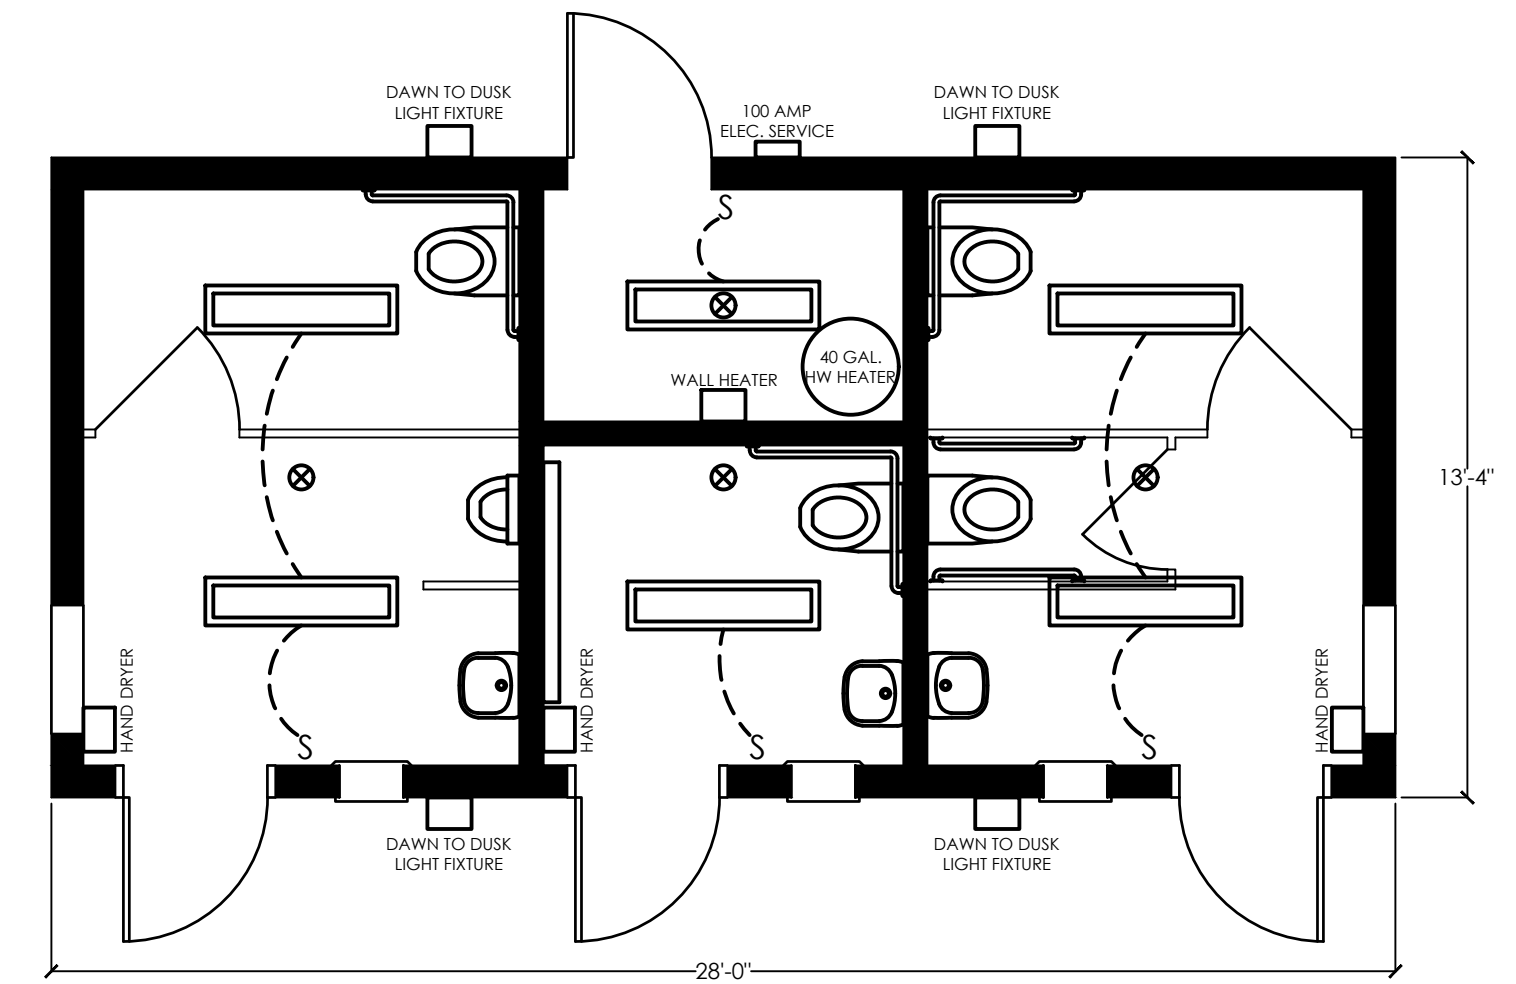 DAWN TO DUSK
LIGHT FIXTURE
100 AMP
ELEC. SERVICE
DAWN TO DUSK
LIGHT FIXTURE
S
40 GAL.
HW HEATER
WALL HEATER
13'-4"
HAND DRYER
HAND DRYER
HAND DRYER
S
S
S
DAWN TO DUSK
LIGHT FIXTURE
DAWN TO DUSK
LIGHT FIXTURE
28'-0"